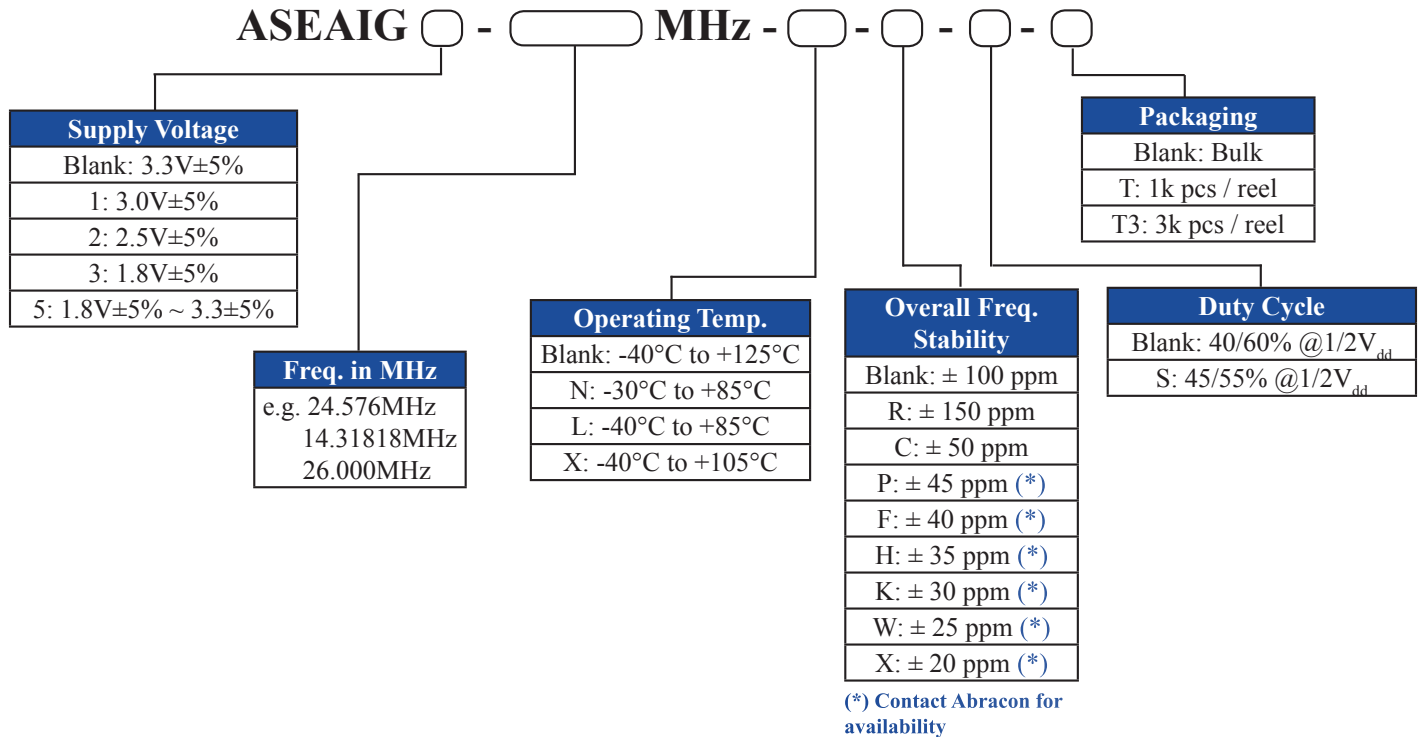 ASEAIG - MHz - - - -
Supply Voltage
Blank: 3.3V±5%
1: 3.0V±5%
2: 2.5V±5%
3: 1.8V±5%
5: 1.8V±5% ~ 3.3±5%
Freq. in MHz
e.g. 24.576MHz
14.31818MHz
26.000MHz
Operating Temp.
Blank: -40°C to +125°C
N: -30°C to +85°C
L: -40°C to +85°C
X: -40°C to +105°C
Overall Freq.
Stability
Blank: ± 100 ppm
R: ± 150 ppm
C: ± 50 ppm
P: ± 45 ppm (*)
F: ± 40 ppm (*)
H: ± 35 ppm (*)
K: ± 30 ppm (*)
W: ± 25 ppm (*)
X: ± 20 ppm (*)
(*) Contact Abracon for
availability
Duty Cycle
Blank: 40/60% @1/2Vdd
S: 45/55% @1/2Vdd
Packaging
Blank: Bulk
T: 1k pcs / reel
T3: 3k pcs / reel